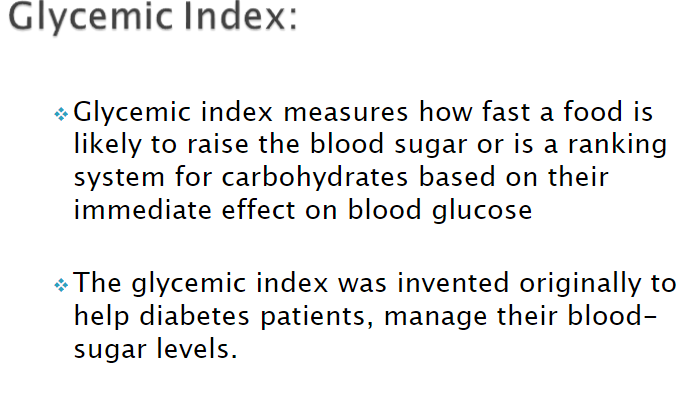 Glycemic Index:
Glycemic index measures how fast a food is
likely to raise the blood sugar or is a ranking
system for carbohydrates based on their
immediate effect on blood glucose
The glycemic index was invented originally to
help diabetes patients, manage their blood-
sugar levels.